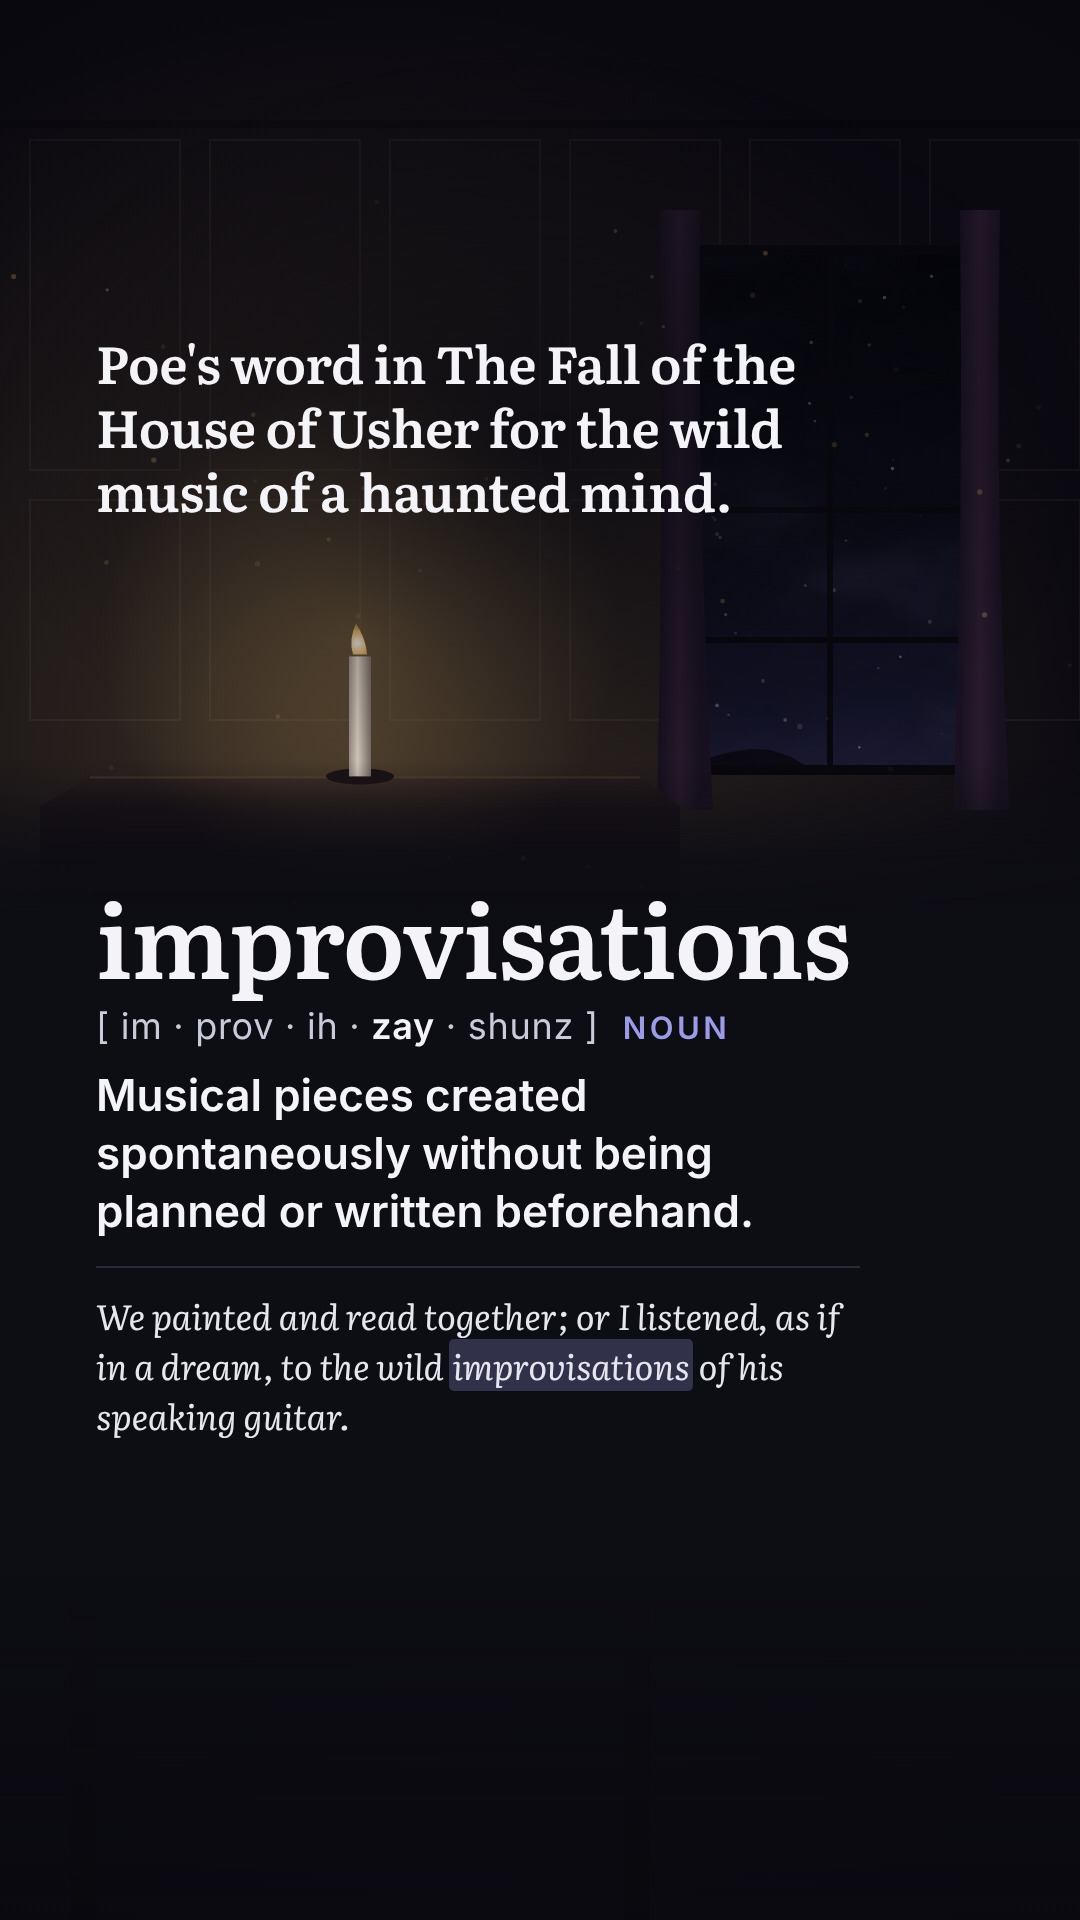 Poe's word in The Fall of the
House of Usher for the wild
music of a haunted mind.
improvisations
[ im · prov · ih · zay · shunz ] NOUN
Musical pieces created
spontaneously without being
planned or written beforehand.
We painted and read together; or I listened, as if
in a dream, to the wild improvisations of his
speaking guitar.